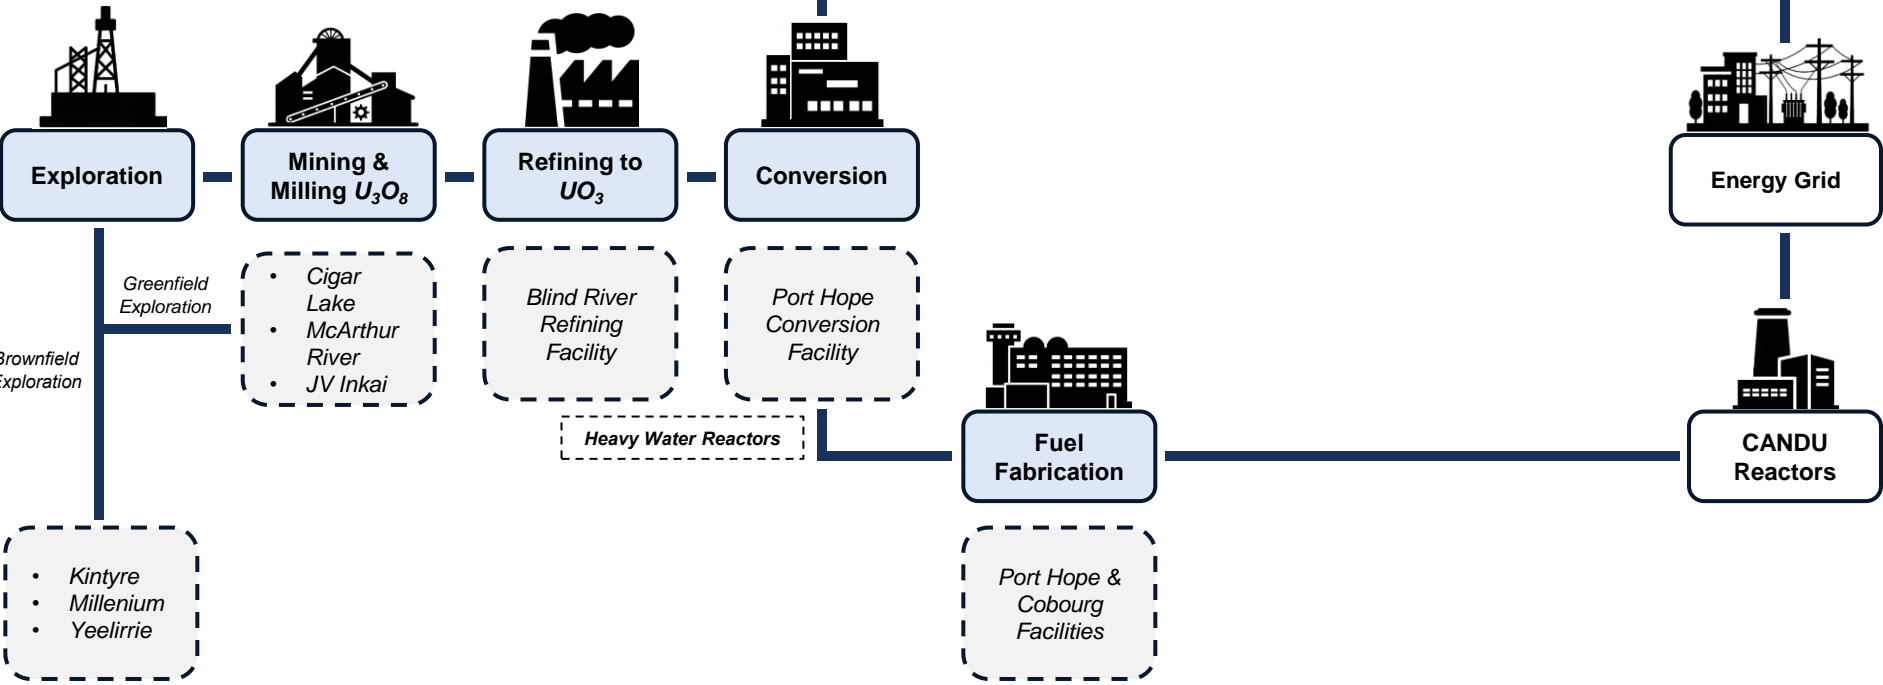 Exploration
Mining &
Milling U₃O₈
Refining to
UO₃
Conversion
Energy Grid
Greenfield
Exploration
Brownfield
Exploration
• Cigar
Lake
• McArthur
River
• JV Inkai
Blind River
Refining
Facility
Port Hope
Conversion
Facility
Heavy Water Reactors
Fuel
Fabrication
CANDU
Reactors
• Kintyre
• Millenium
• Yeelirrie
Port Hope &
Cobourg
Facilities